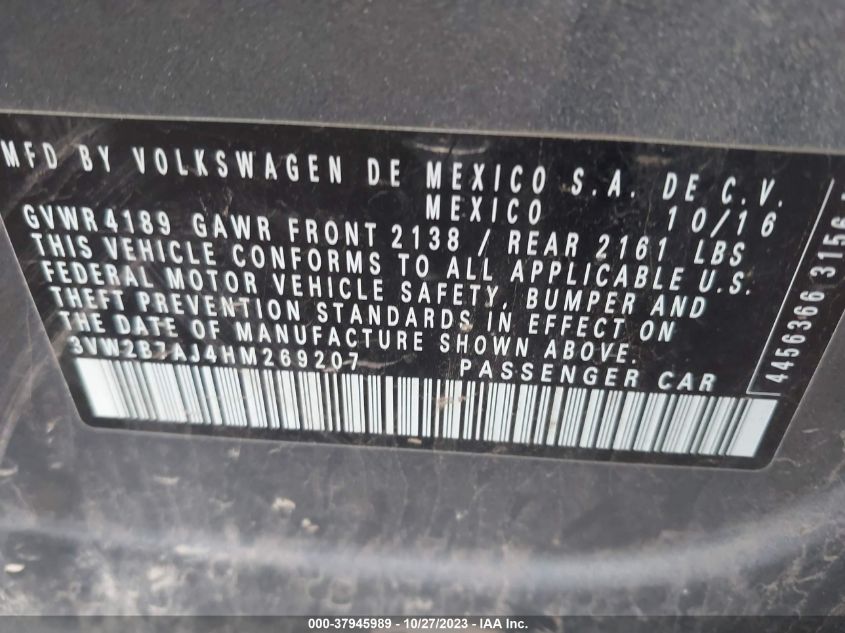 MFD BY VOLKSWAGEN DE MEXICO S.A. DE C.V.
MEXICO 10/16
GVWR4189 GAWR FRONT 2138 / REAR 2161 LBS
THIS VEHICLE CONFORMS TO ALL APPLICABLE U.S.
FEDERAL MOTOR VEHICLE SAFETY, BUMPER AND
THEFT PREVENTION STANDARDS IN EFFECT ON
THE DATE OF MANUFACTURE SHOWN ABOVE.
3VW2B7AJ4HM269207 PASSENGER CAR
4456366
000-37945989 - 10/27/2023 - IAA Inc.